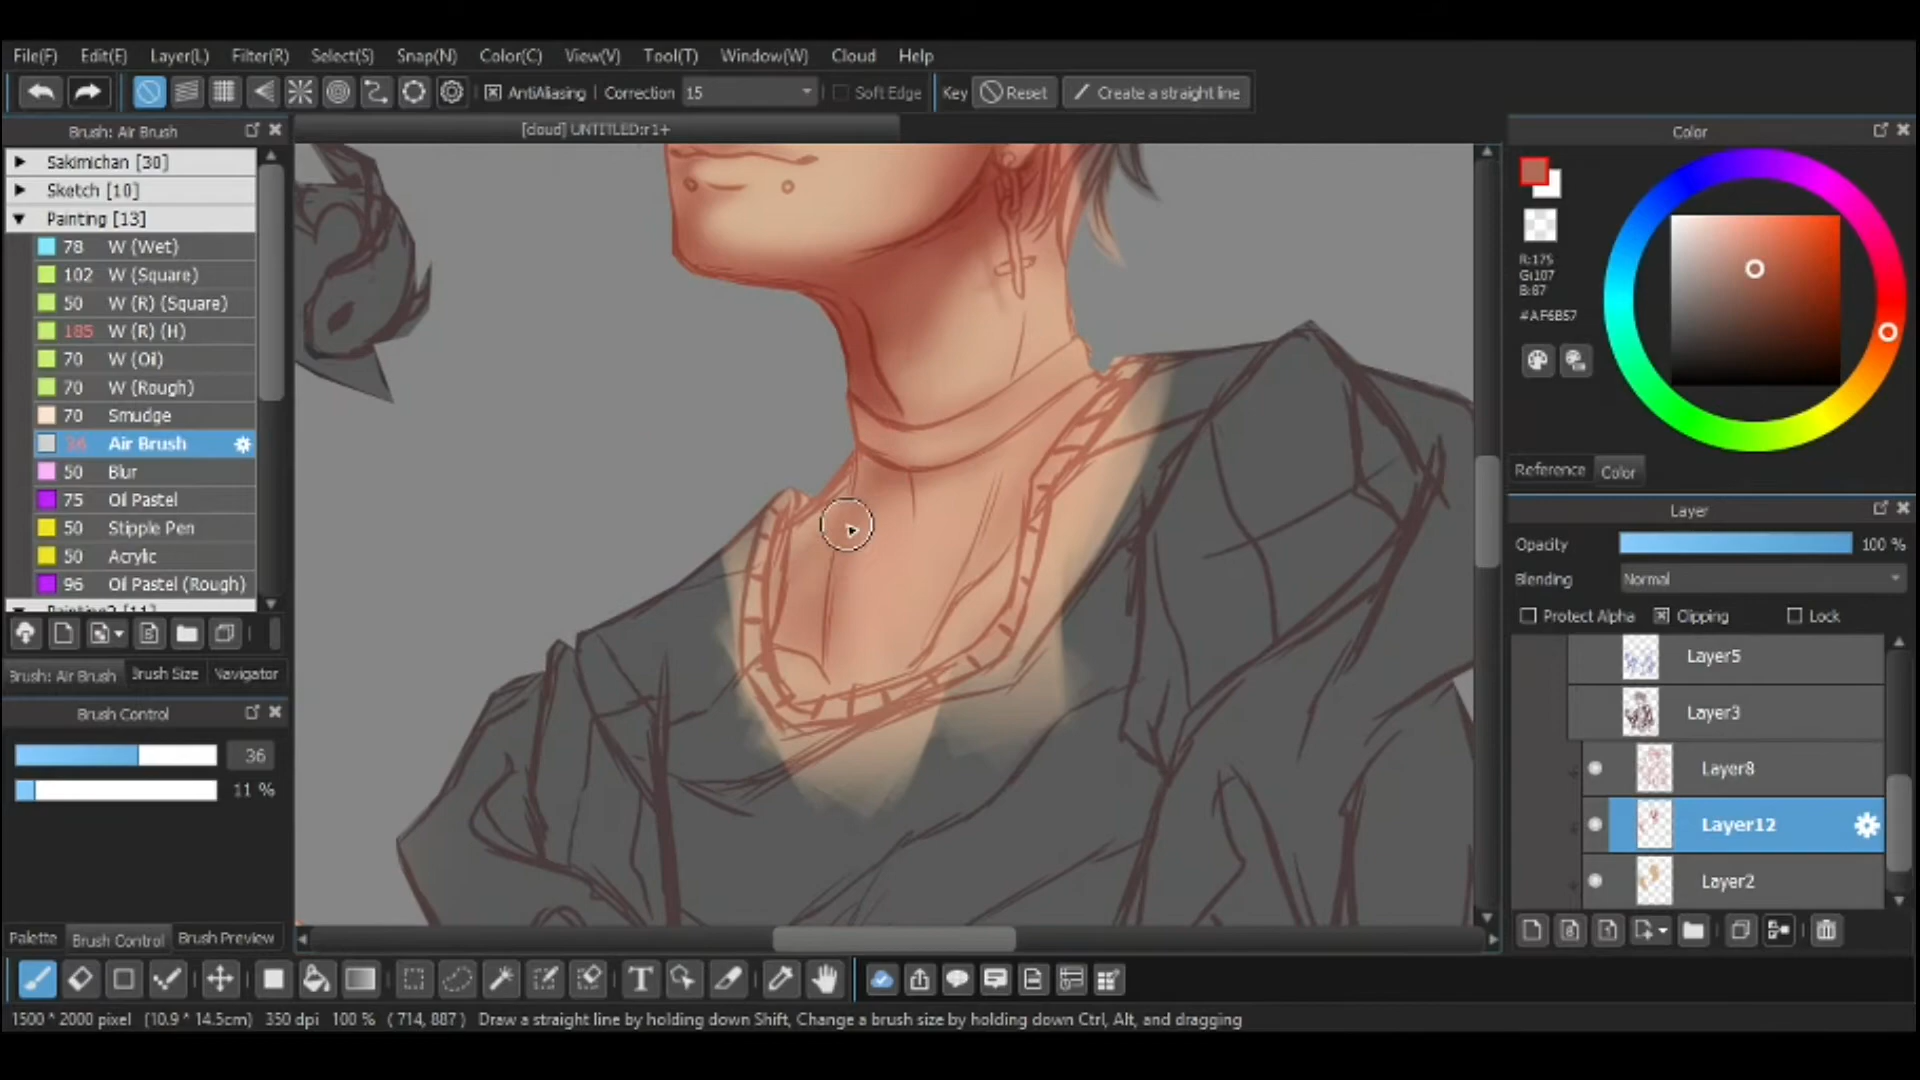 File(F) Edit(E) Layer(L) Filter(R) Select(S) Snap(N) Color(C) View(V) Tool(T) Window(W) Cloud Help
AntiAliasing Correction 15 Soft Edge Key Reset Create a straight line
Brush: Air Brush
[cloud] UNTITLED:r1+
Color
Sakimichan [30]
Sketch [10]
Painting [13]
78 W (Wet)
102 W (Square)
50 W (R) (Square)
185 W (R) (H)
70 W (Oil)
70 W (Rough)
70 Smudge
36 Air Brush
50 Blur
75 Oil Pastel
50 Stipple Pen
50 Acrylic
96 Oil Pastel (Rough)
Painting2 [11]
Brush: Air Brush Brush Size Navigator
Brush Control
36
11 %
Palette Brush Control Brush Preview
R:175
G:107
B:87
#AF6B57
Reference Color
Layer
Opacity 100 %
Blending Normal
Protect Alpha Clipping Lock
Layer5
Layer3
Layer8
Layer12
Layer2
1500 * 2000 pixel (10.9 * 14.5cm) 350 dpi 100 % ( 714, 887 ) Draw a straight line by holding down Shift, Change a brush size by holding down Ctrl, Alt, and dragging